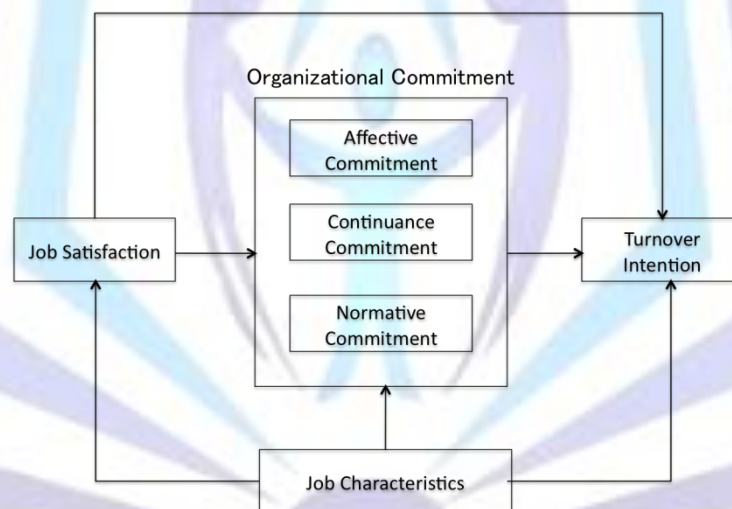 Organizational Commitment
Affective
Commitment
Continuance
Commitment
Normative
Commitment
Job Satisfaction
Turnover
Intention
Job Characteristics